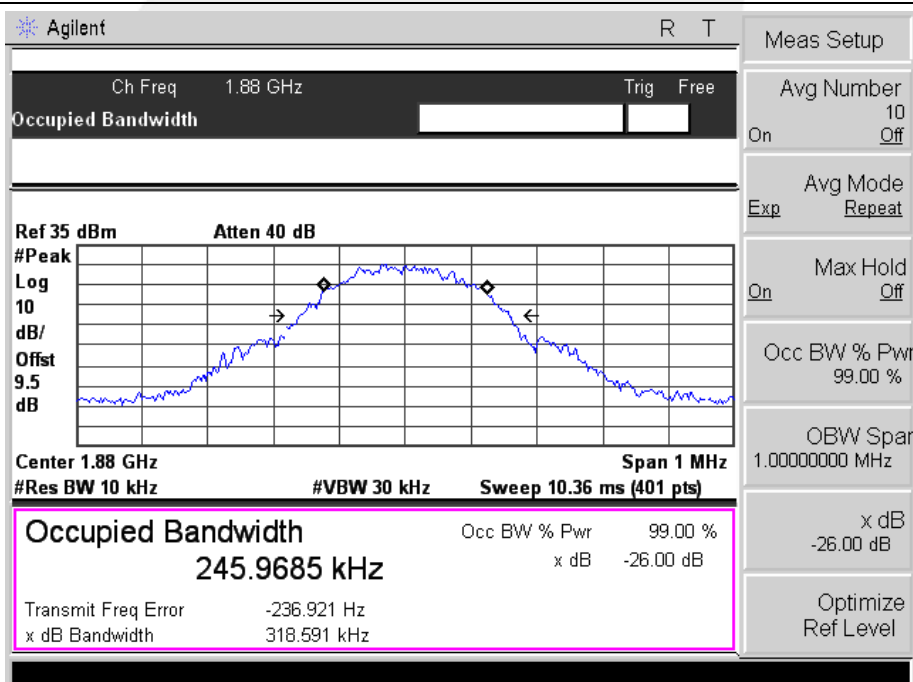 Agilent R T
Ch Freq 1.88 GHz Trig Free
Occupied Bandwidth
Ref 35 dBm Atten 40 dB
#Peak
Log
10
dB/
Offst
9.5
dB
Center 1.88 GHz Span 1 MHz
#Res BW 10 kHz #VBW 30 kHz Sweep 10.36 ms (401 pts)
Occupied Bandwidth
245.9685 kHz
Occ BW % Pwr 99.00 %
x dB -26.00 dB
Transmit Freq Error -236.921 Hz
x dB Bandwidth 318.591 kHz
Meas Setup
Avg Number
10
On Off
Avg Mode
Exp Repeat
Max Hold
On Off
Occ BW % Pwr
99.00 %
OBW Span
1.00000000 MHz
x dB
-26.00 dB
Optimize
Ref Level